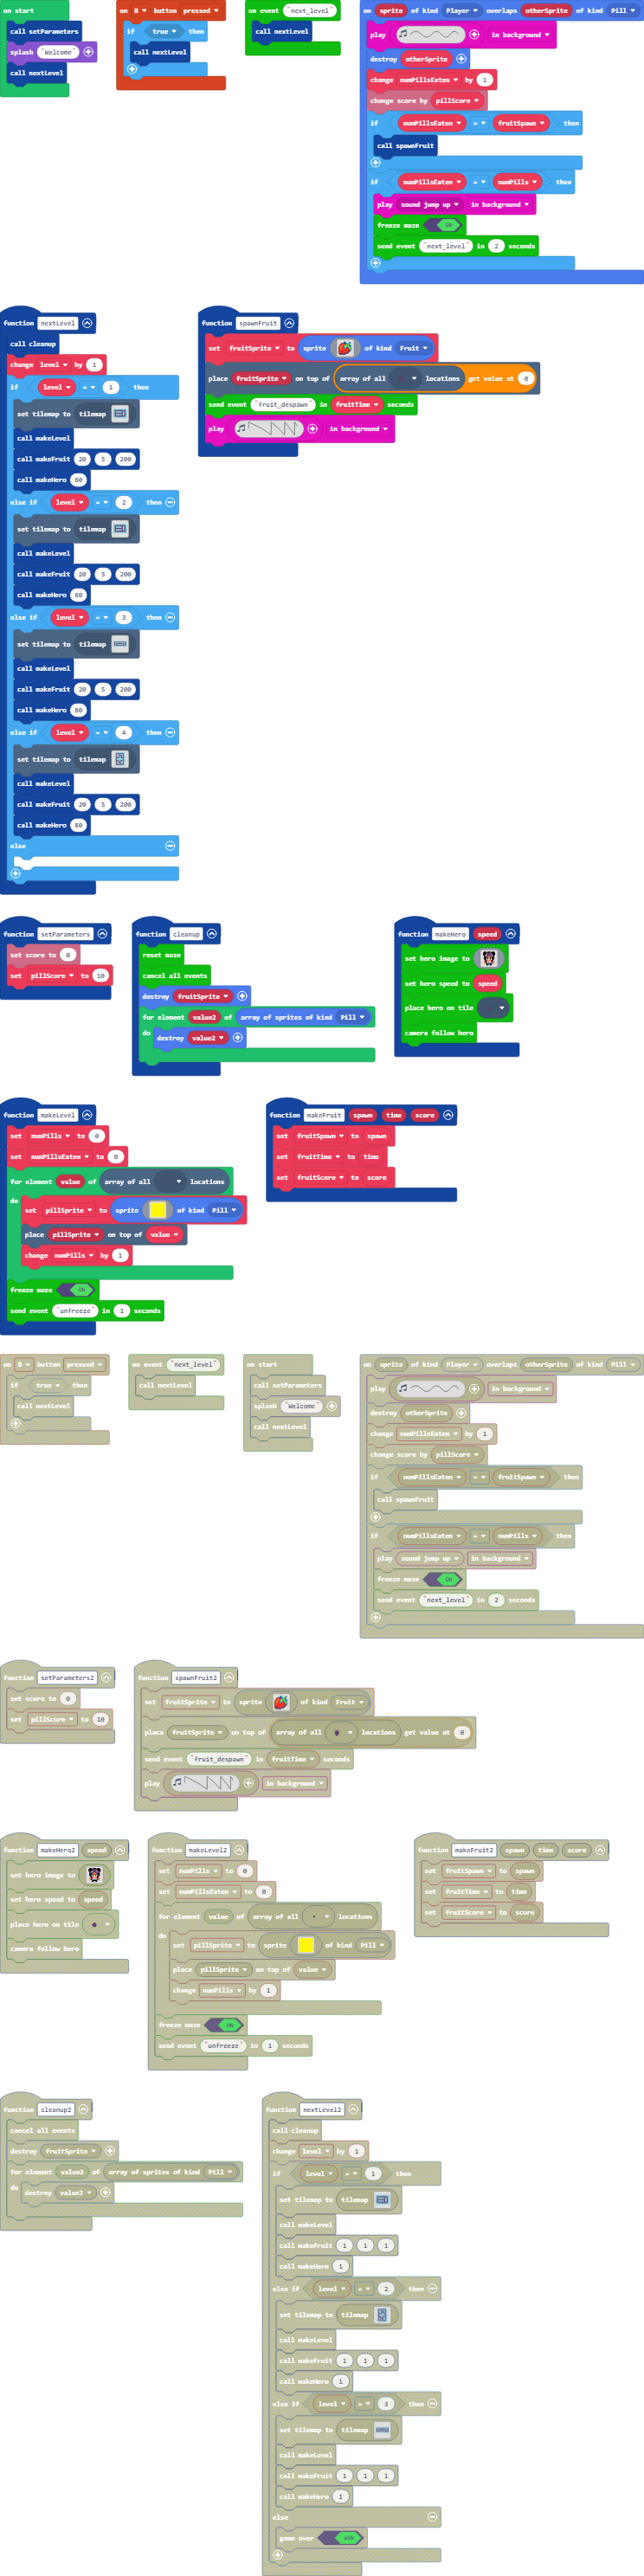 on start
call setParameters
splash "Welcome"
call nextLevel
on B button pressed
if true then
call nextLevel
on event "next_level"
call nextLevel
on sprite of kind Player overlaps otherSprite of kind Pill
play in background
destroy otherSprite
change numPillsEaten by 1
change score by pillScore
if numPillsEaten = fruitSpawn then
call spawnFruit
if numPillsEaten = numPills then
play sound jump up in background
freeze maze ON
send event "next_level" in 2 seconds
function nextLevel
call cleanup
change level by 1
if level = 1 then
set tilemap to tilemap
call makeLevel
call makeFruit 20 5 200
call makeHero 80
else if level = 2 then
set tilemap to tilemap
call makeLevel
call makeFruit 20 5 200
call makeHero 80
else if level = 3 then
set tilemap to tilemap
call makeLevel
call makeFruit 20 5 200
call makeHero 80
else if level = 4 then
set tilemap to tilemap
call makeLevel
call makeFruit 20 5 200
call makeHero 80
else
function spawnFruit
set fruitSprite to sprite of kind Fruit
place fruitSprite on top of array of all locations get value at 0
send event "fruit_despawn" in fruitTime seconds
play in background
function setParameters
set score to 0
set pillScore to 10
function cleanup
reset maze
cancel all events
destroy fruitSprite
for element value2 of array of sprites of kind Pill
do destroy value2
function makeHero speed
set hero image to
set hero speed to speed
place hero on tile
camera follow hero
function makeLevel
set numPills to 0
set numPillsEaten to 0
for element value of array of all locations
do
set pillSprite to sprite of kind Pill
place pillSprite on top of value
change numPills by 1
freeze maze ON
send event "unfreeze" in 1 seconds
function makeFruit spawn time score
set fruitSpawn to spawn
set fruitTime to time
set fruitScore to score
on B button pressed
if true then
call nextLevel
on event "next_level"
call nextLevel
on start
call setParameters
splash "Welcome"
call nextLevel
on sprite of kind Player overlaps otherSprite of kind Pill
play in background
destroy otherSprite
change numPillsEaten by 1
change score by pillScore
if numPillsEaten = fruitSpawn then
call spawnFruit
if numPillsEaten = numPills then
play sound jump up in background
freeze maze ON
send event "next_level" in 2 seconds
function setParameters2
set score to 0
set pillScore to 10
function spawnFruit2
set fruitSprite to sprite of kind Fruit
place fruitSprite on top of array of all locations get value at 0
send event "fruit_despawn" in fruitTime seconds
play in background
function makeHero2 speed
set hero image to
set hero speed to speed
place hero on tile
camera follow hero
function makeLevel2
set numPills to 0
set numPillsEaten to 0
for element value of array of all locations
do
set pillSprite to sprite of kind Pill
place pillSprite on top of value
change numPills by 1
freeze maze ON
send event "unfreeze" in 1 seconds
function makeFruit2 spawn time score
set fruitSpawn to spawn
set fruitTime to time
set fruitScore to score
function cleanup2
cancel all events
destroy fruitSprite
for element value2 of array of sprites of kind Pill
do destroy value2
function nextLevel2
call cleanup
change level by 1
if level = 1 then
set tilemap to tilemap
call makeLevel
call makeFruit 1 1 1
call makeHero 1
else if level = 2 then
set tilemap to tilemap
call makeLevel
call makeFruit 1 1 1
call makeHero 1
else if level = 3 then
set tilemap to tilemap
call makeLevel
call makeFruit 1 1 1
call makeHero 1
else
game over WIN